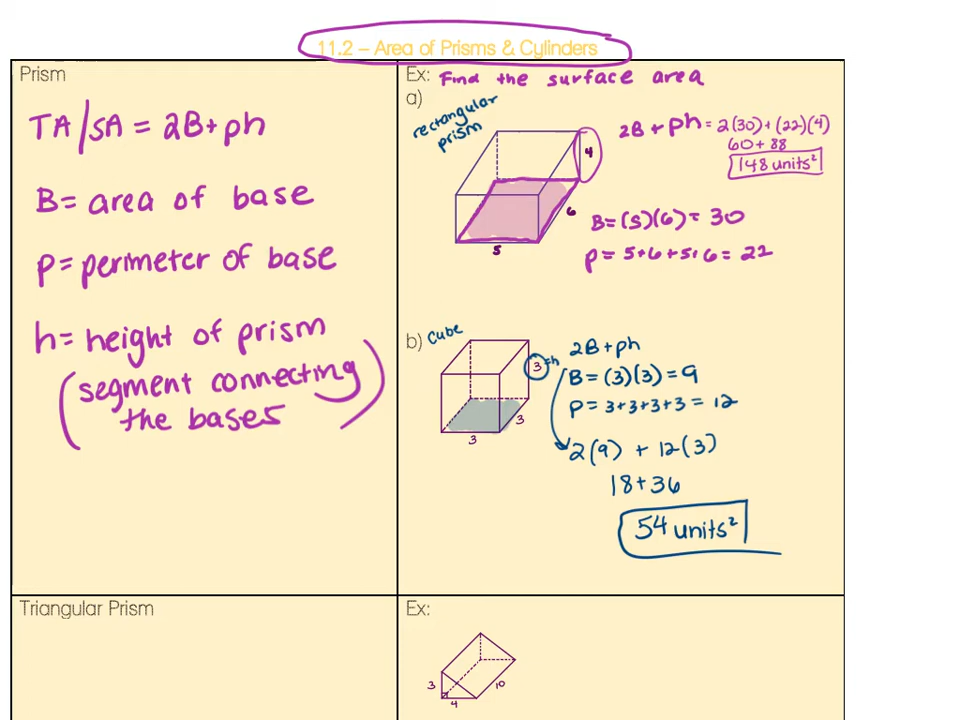 11.2 – Area of Prisms & Cylinders
Prism
TA/SA = 2B+ph
B= area of base
p= perimeter of base
h= height of prism
(segment connecting
the bases)
Ex: Find the surface area
a)
rectangular
prism
4
6
5
2B + ph = 2(30) + (22)(4)
60 + 88
148 units²
B= (5)(6) = 30
p= 5+6+5+6 = 22
b) cube
3 =h
3
3
2B+ph
B= (3)(3) = 9
p= 3+3+3+3 = 12
2(9) + 12(3)
18+36
54 units²
Triangular Prism
Ex:
3
4
10